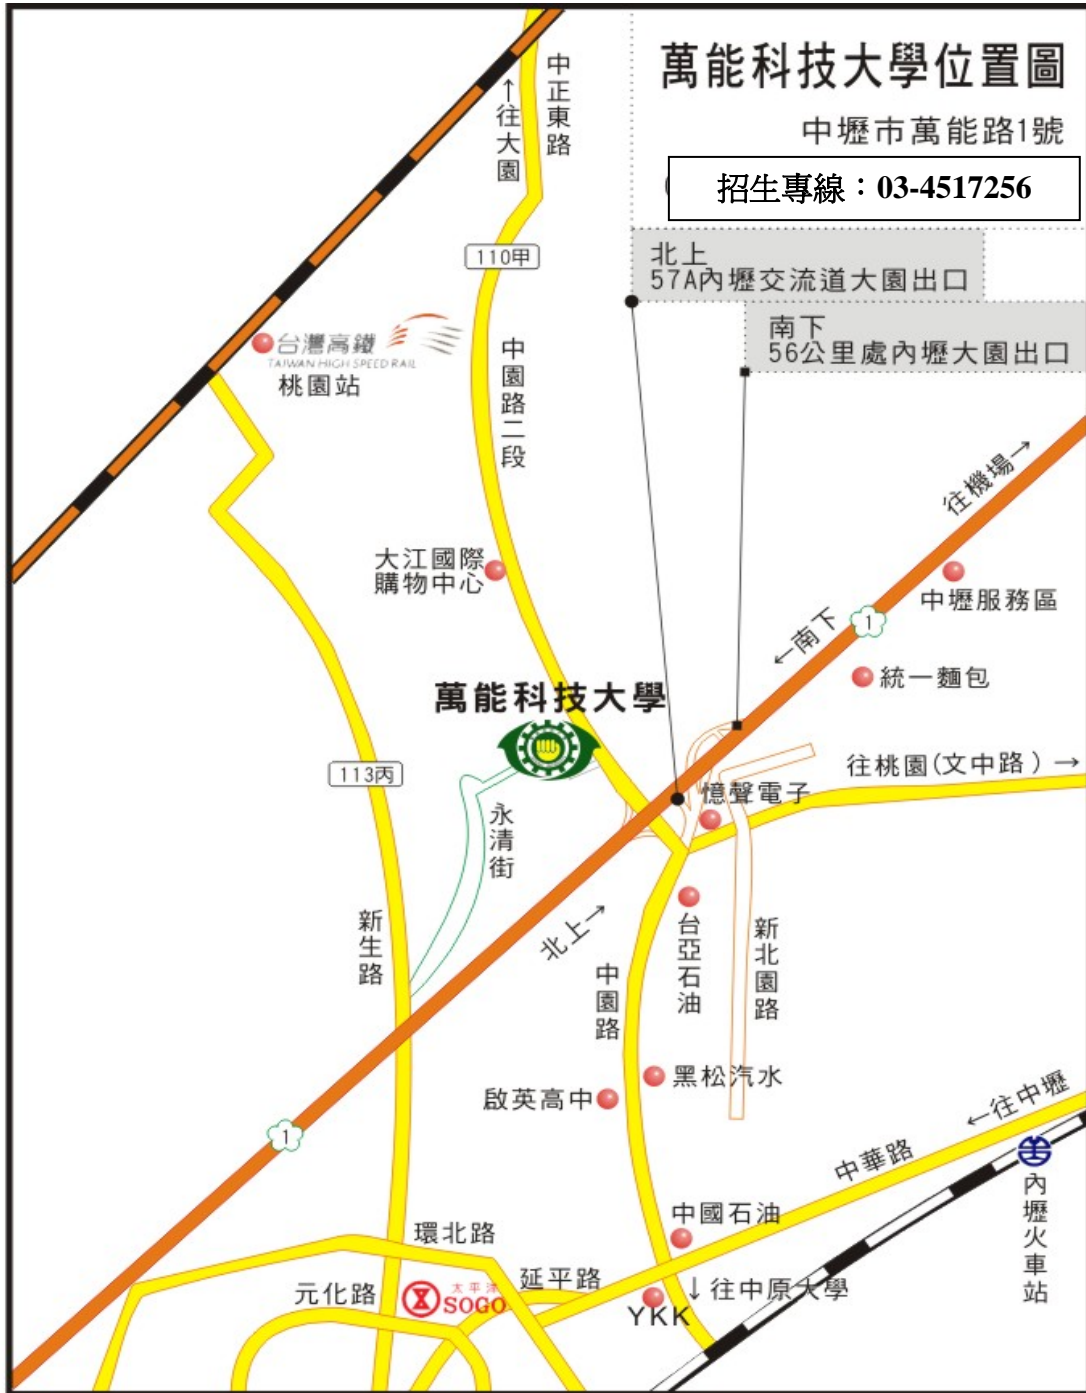 萬能科技大學位置圖
中壢市萬能路1號
招生專線：03-4517256
北上
57A內壢交流道大園出口
南下
56公里處內壢大園出口
中正東路
↑往大園
110甲
台灣高鐵
TAIWAN HIGH SPEED RAIL
桃園站
中園路二段
往機場→
大江國際
購物中心
中壢服務區
1
←南下
統一麵包
萬能科技大學
113丙
往桃園(文中路)→
憶聲電子
永清街
新生路
北上→
台亞石油
新北園路
中園路
黑松汽水
啟英高中
1
←往中壢
中華路
內壢火車站
中國石油
環北路
延平路
元化路
太平洋
SOGO
↓往中原大學
YKK